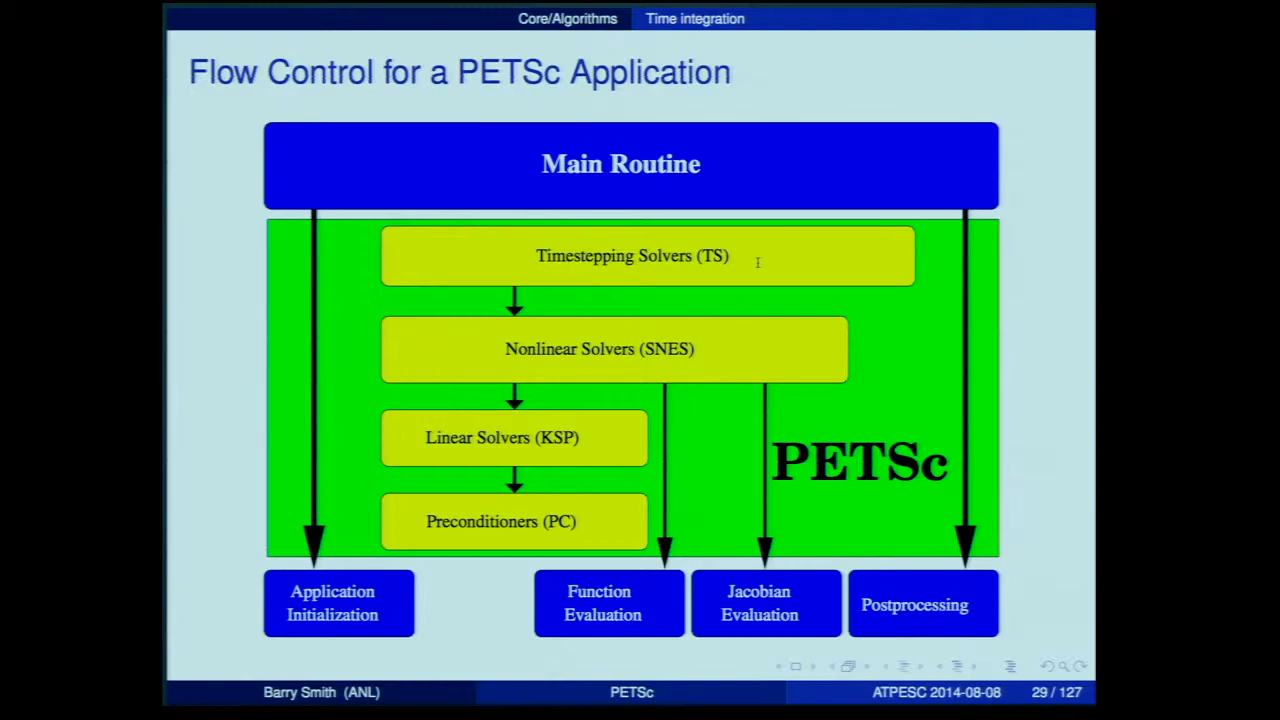 Core/Algorithms Time integration
Flow Control for a PETSc Application
Main Routine
Timestepping Solvers (TS)
Nonlinear Solvers (SNES)
Linear Solvers (KSP)
PETSc
Preconditioners (PC)
Application
Initialization
Function
Evaluation
Jacobian
Evaluation
Postprocessing
Barry Smith (ANL) PETSc ATPESC 2014-08-08 29 / 127